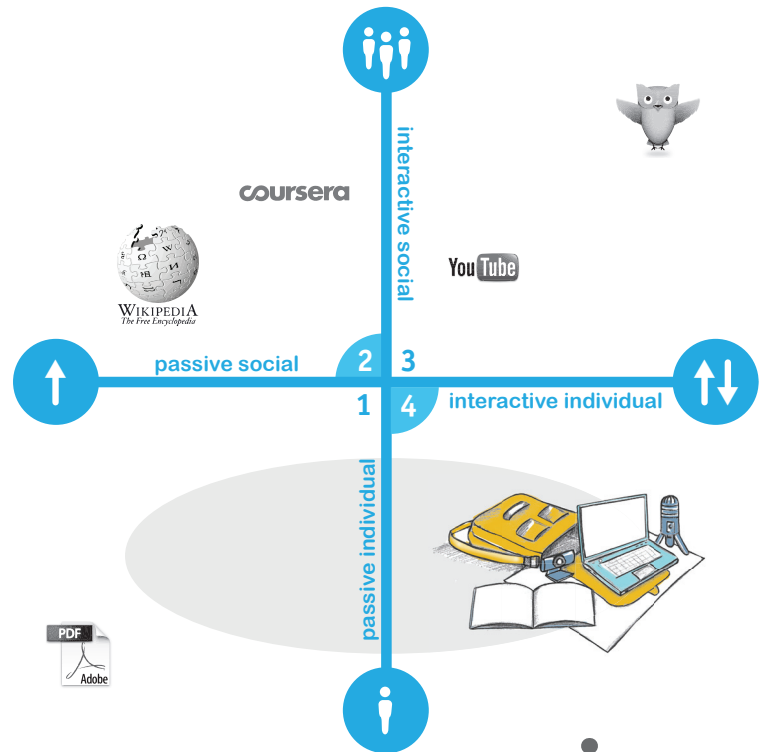 interactive social
coursera
WIKIPEDIA
The Free Encyclopedia
You Tube
passive social
2
3
1
4
interactive individual
passive individual
PDF
Adobe